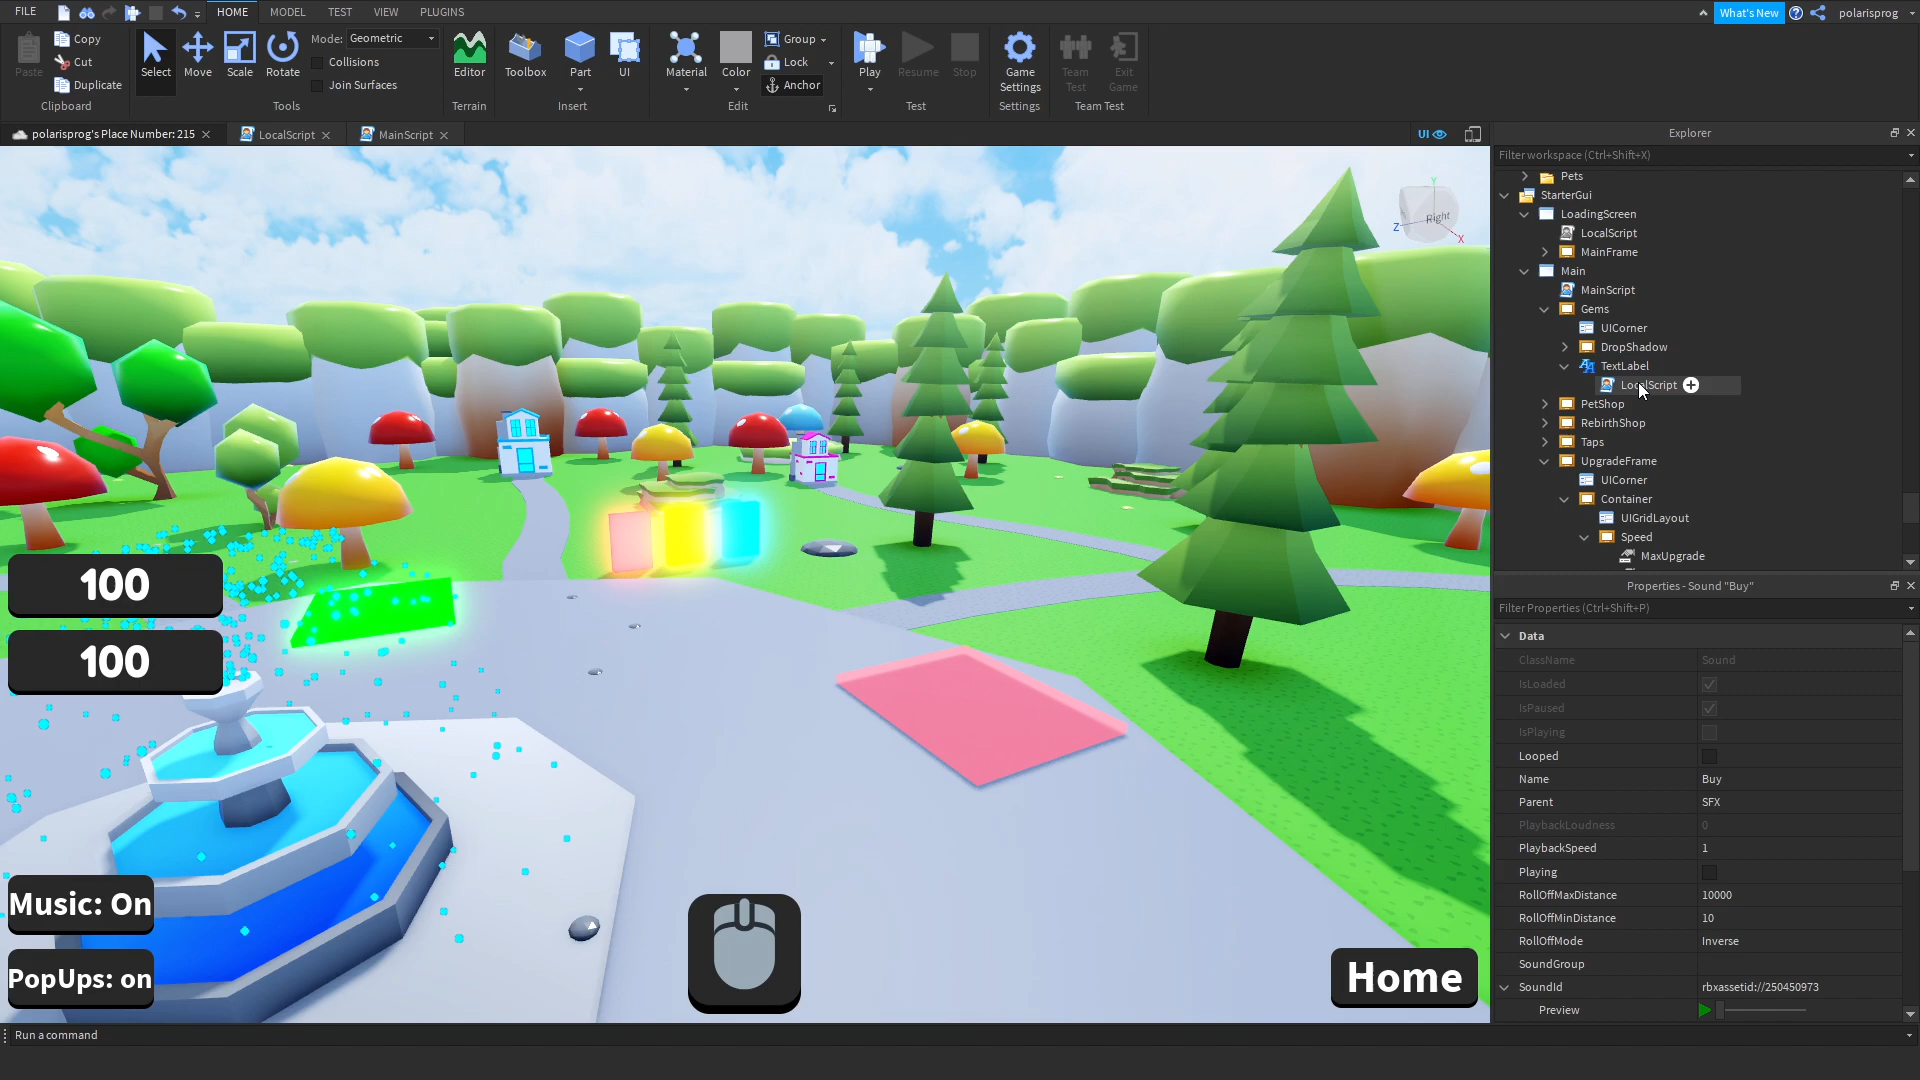 FILE
HOME
MODEL
TEST
VIEW
PLUGINS
What's New
polarisprog
Paste
Copy
Cut
Duplicate
Clipboard
Select
Move
Scale
Rotate
Mode: Geometric
Collisions
Join Surfaces
Tools
Editor
Terrain
Toolbox
Part
UI
Insert
Material
Color
Group
Lock
Anchor
Edit
Play
Resume
Stop
Test
Game
Settings
Settings
Team
Test
Exit
Game
Team Test
polarisprog's Place Number: 215
LocalScript
MainScript
UI
Explorer
Filter workspace (Ctrl+Shift+X)
Pets
StarterGui
LoadingScreen
LocalScript
MainFrame
Main
MainScript
Gems
UICorner
DropShadow
TextLabel
LocalScript
PetShop
RebirthShop
Taps
UpgradeFrame
UICorner
Container
UIGridLayout
Speed
MaxUpgrade
Y
Right
Z
X
100
100
Music: On
PopUps: on
Home
Properties - Sound "Buy"
Filter Properties (Ctrl+Shift+P)
Data
ClassName Sound
IsLoaded
IsPaused
IsPlaying
Looped
Name Buy
Parent SFX
PlaybackLoudness 0
PlaybackSpeed 1
Playing
RollOffMaxDistance 10000
RollOffMinDistance 10
RollOffMode Inverse
SoundGroup
SoundId rbxassetid://250450973
Preview
Run a command